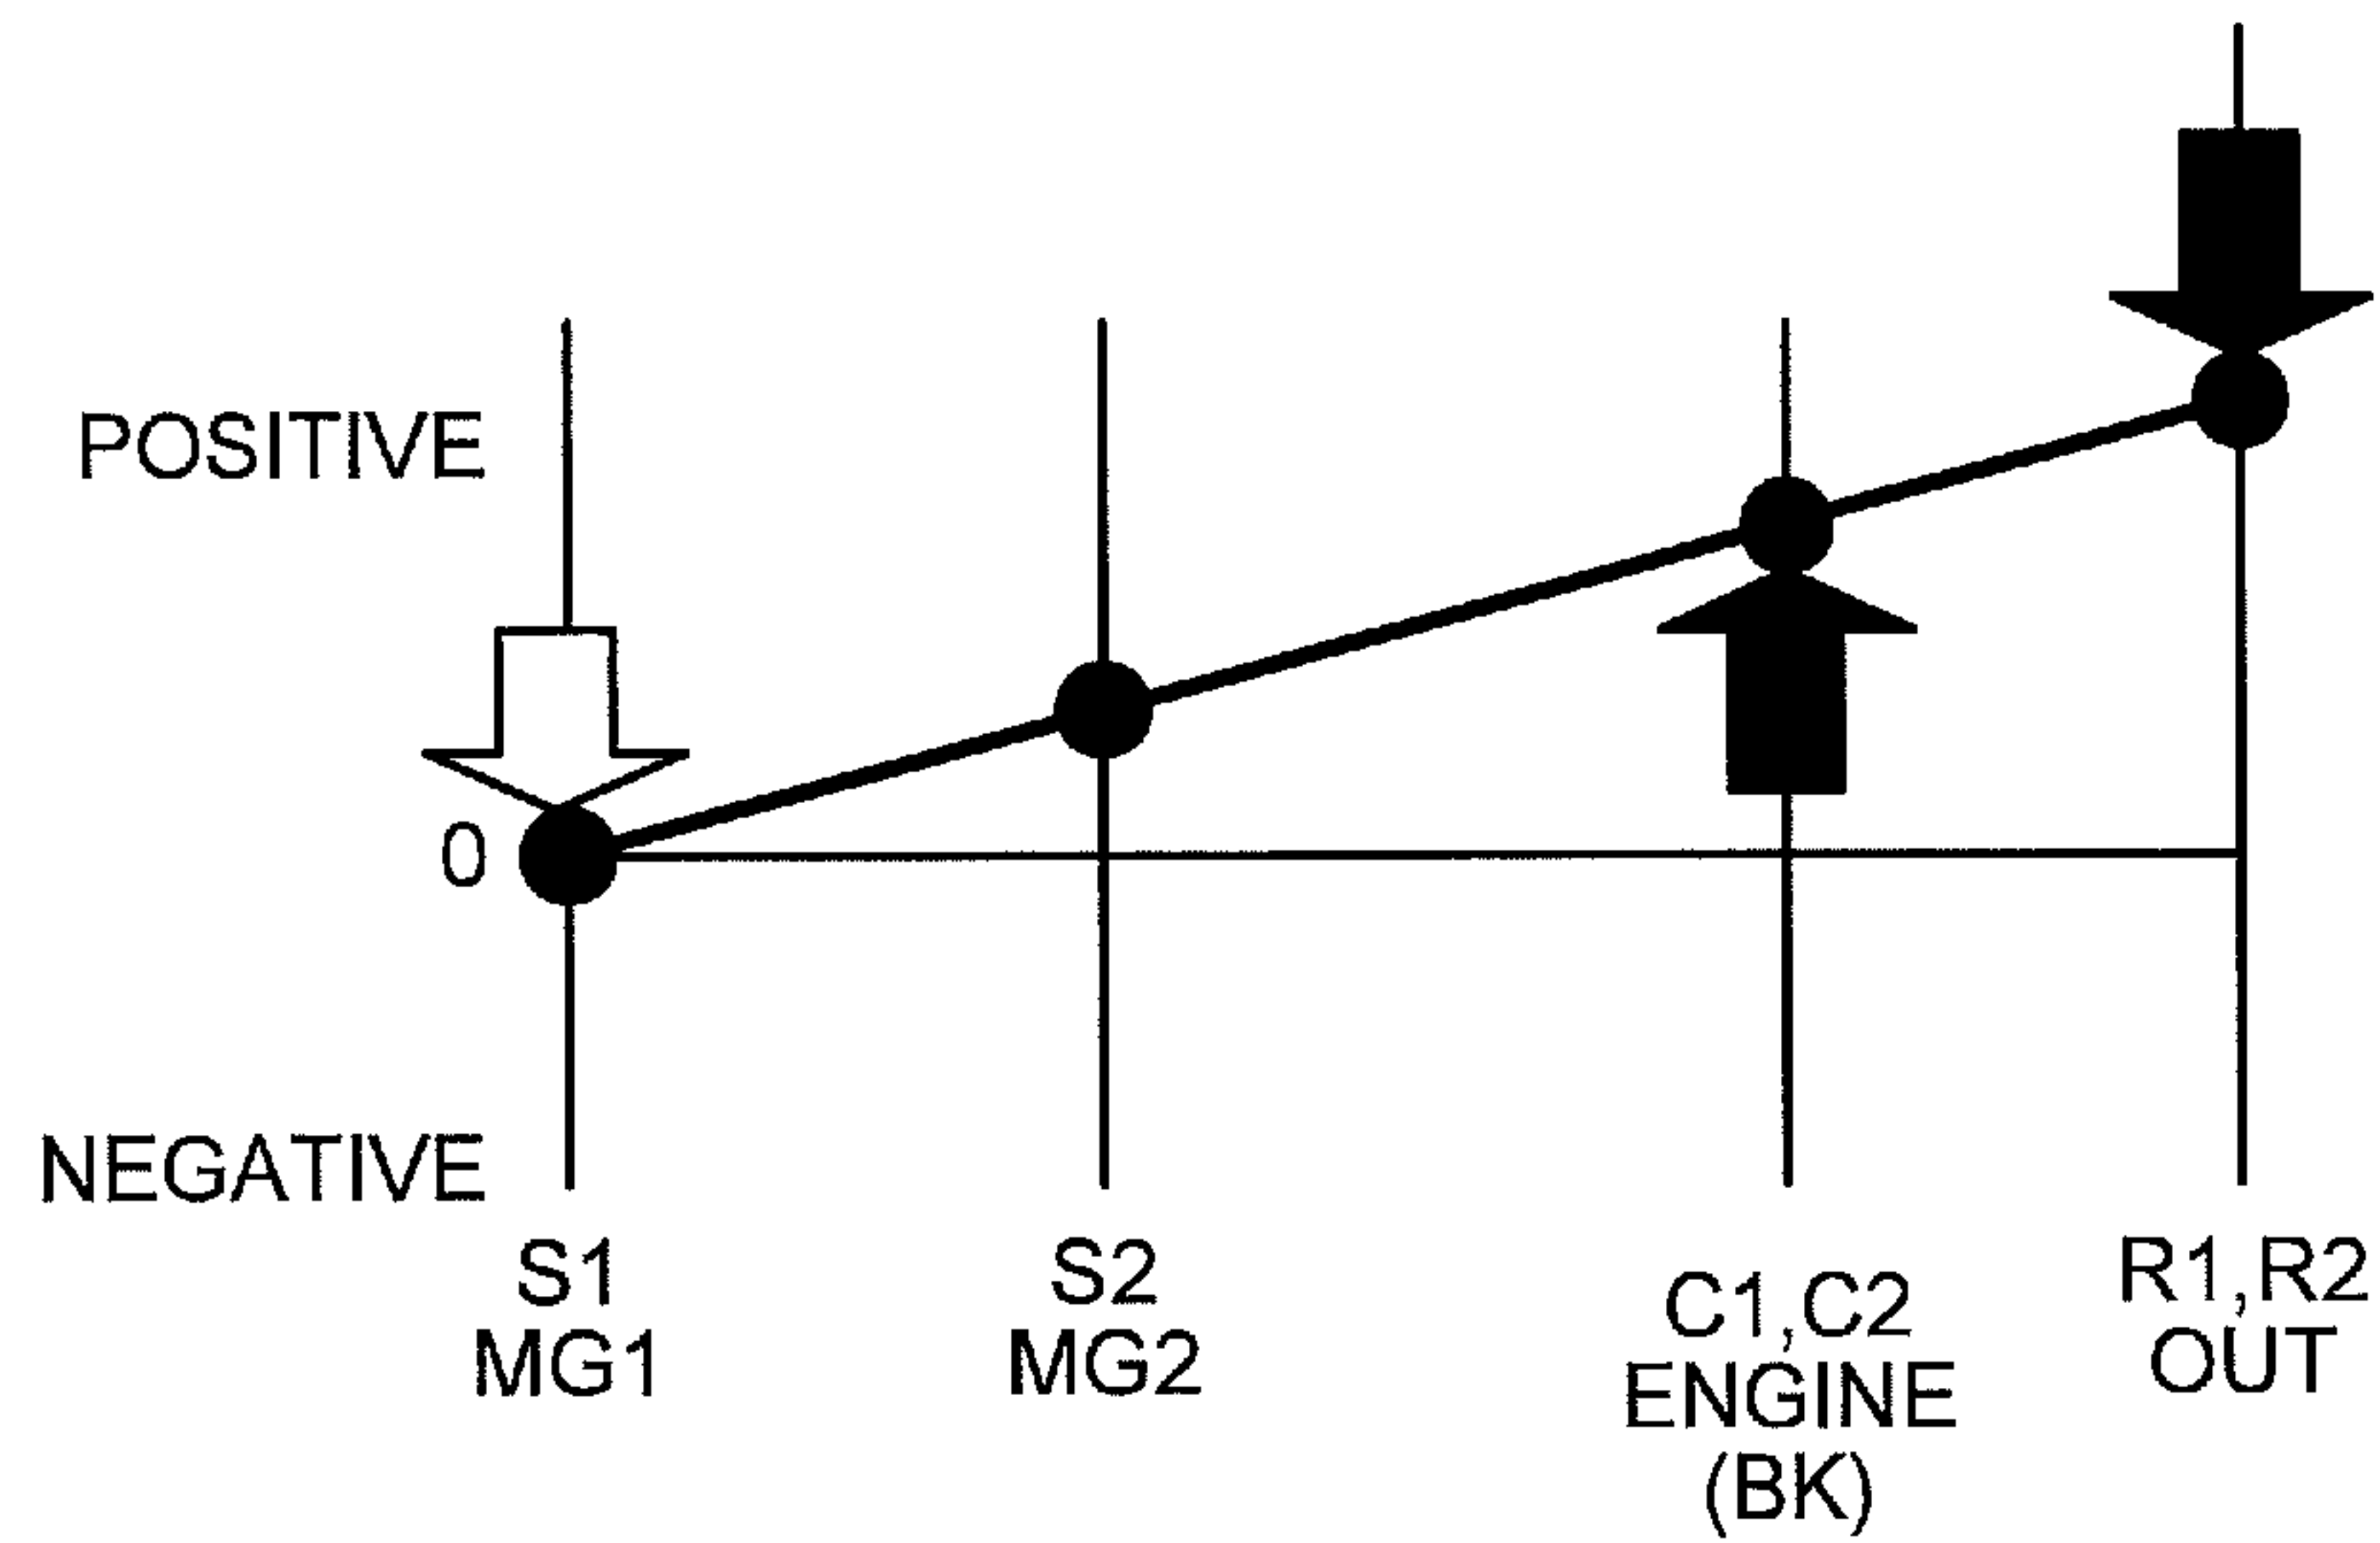 POSITIVE
0
NEGATIVE
S1
MG1
S2
MG2
C1,C2
ENGINE
(BK)
R1,R2
OUT